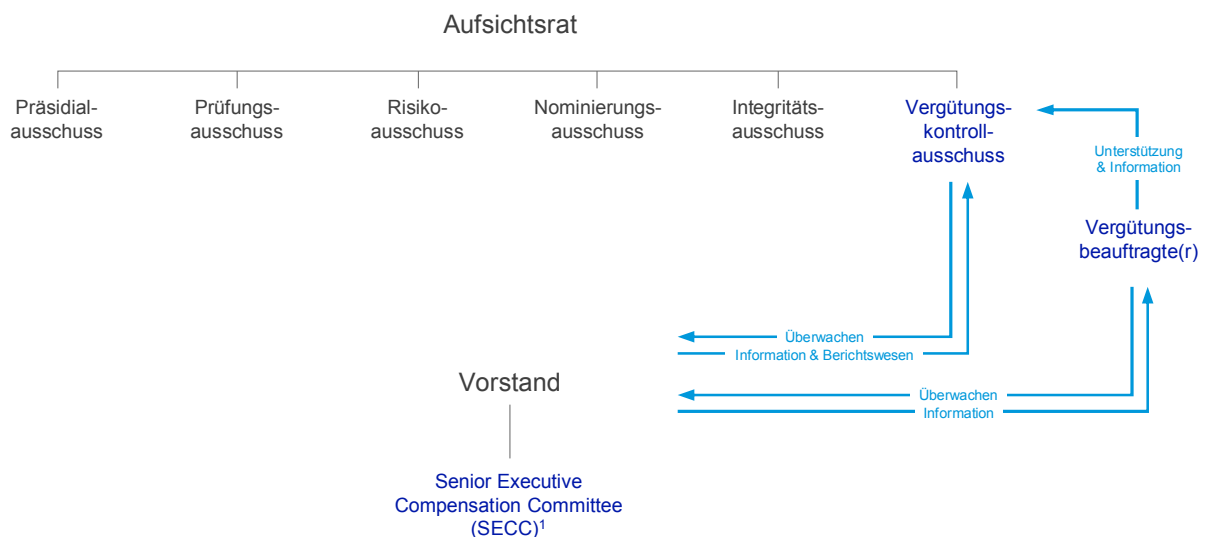 Aufsichtsrat
Präsidial-
ausschuss
Prüfungs-
ausschuss
Risiko-
ausschuss
Nominierungs-
ausschuss
Integritäts-
ausschuss
Vergütungs-
kontroll-
ausschuss
Unterstützung
& Information
Vergütungs-
beauftragte(r)
Überwachen
Information & Berichtswesen
Vorstand
Überwachen
Information
Senior Executive
Compensation Committee
(SECC)¹